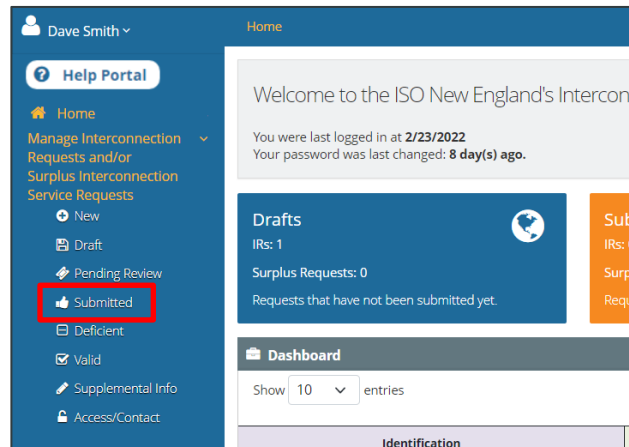 Dave Smith
Home
Help Portal
Home
Manage Interconnection
Requests and/or
Surplus Interconnection
Service Requests
New
Draft
Pending Review
Submitted
Deficient
Valid
Supplemental Info
Access/Contact
Welcome to the ISO New England's Intercon
You were last logged in at 2/23/2022
Your password was last changed: 8 day(s) ago.
Drafts
IRs: 1
Surplus Requests: 0
Requests that have not been submitted yet.
Sub
IRs:
Surp
Requ
Dashboard
Show 10 entries
Identification